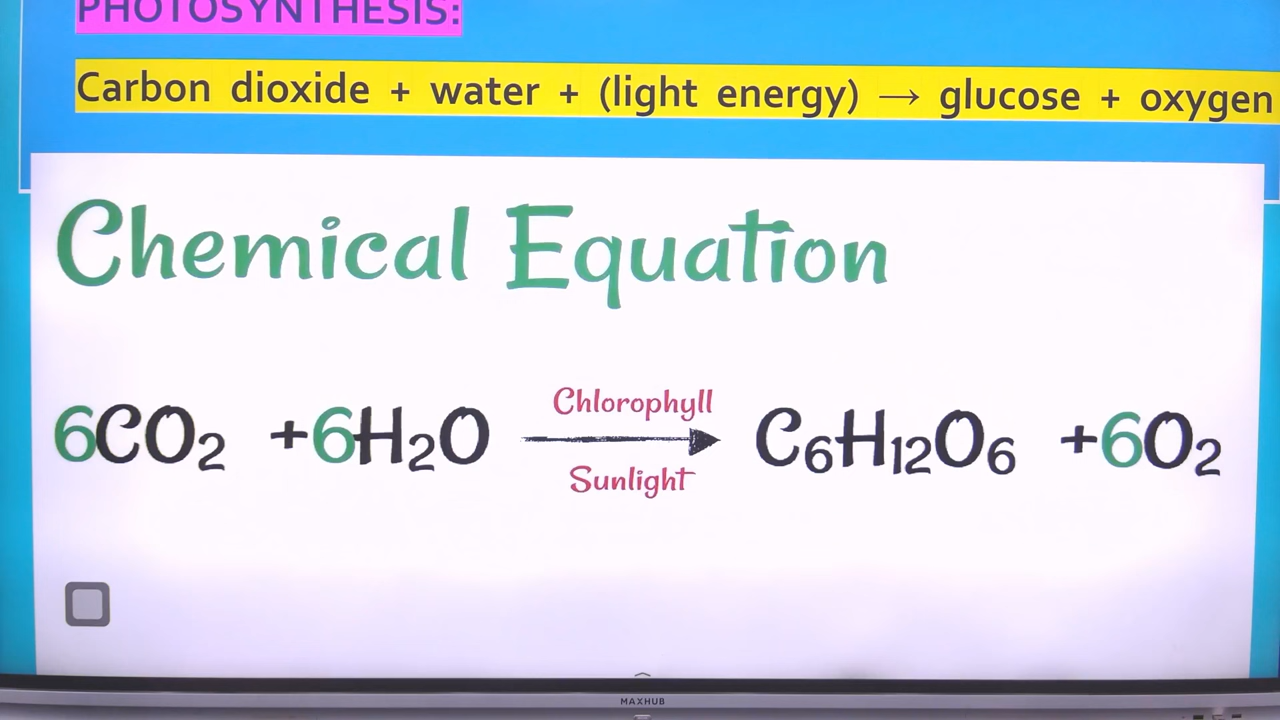 PHOTOSYNTHESIS:
Carbon dioxide + water + (light energy) → glucose + oxygen
Chemical Equation
Chlorophyll
6CO₂ +6H₂O → C₆H₁₂O₆ +6O₂
Sunlight
MAXHUB